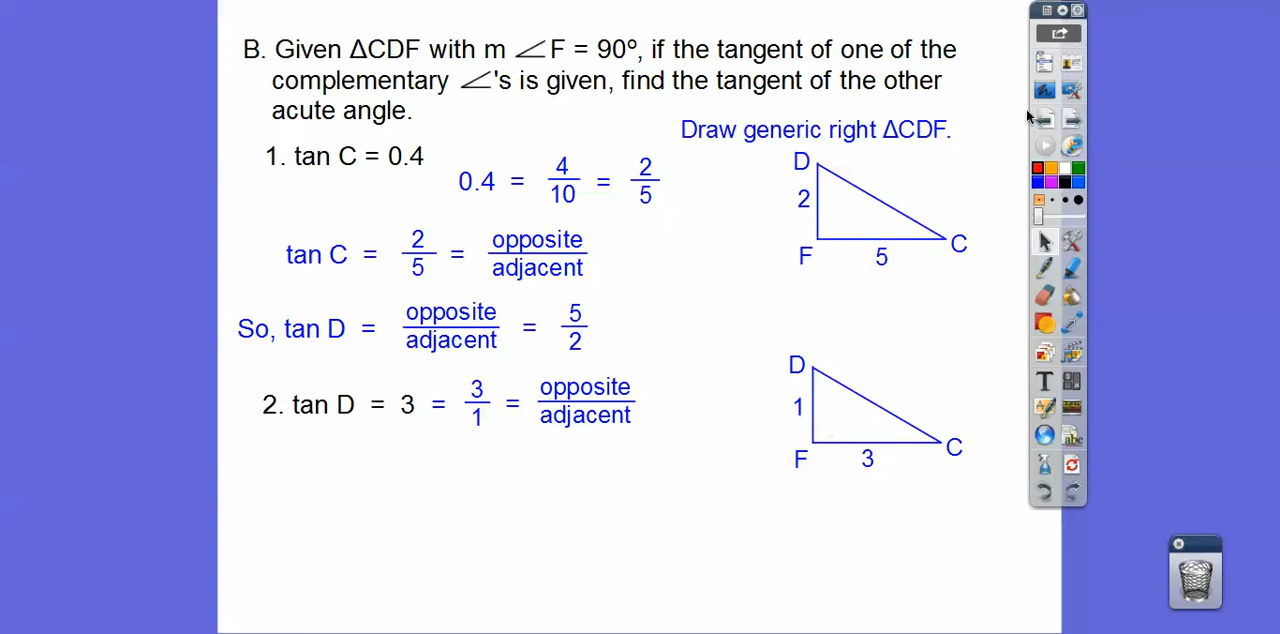 B. Given ΔCDF with m ∠F = 90º, if the tangent of one of the
complementary ∠'s is given, find the tangent of the other
acute angle.
Draw generic right ΔCDF.
1. tan C = 0.4
0.4 = 4/10 = 2/5
D
2
F
5
C
tan C = 2/5 = opposite/adjacent
So, tan D = opposite/adjacent = 5/2
D
1
F
3
C
2. tan D = 3 = 3/1 = opposite/adjacent
T